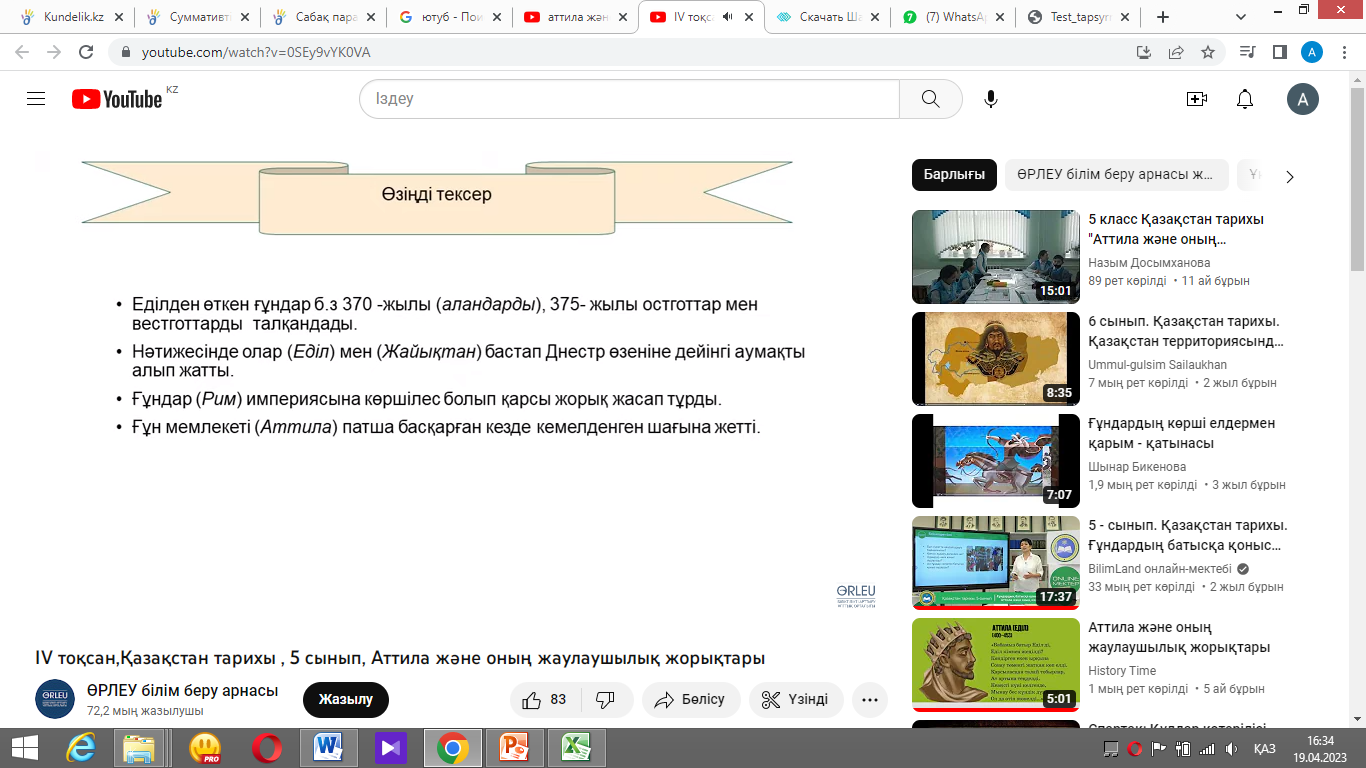 Kundelik.kz
Суммативт
Сабақ пара
ютуб - Пои
аттила жән
IV тоқса
Скачать Ша
(7) WhatsA
Test_tapsyr
youtube.com/watch?v=0SEy9vYK0VA
A
YouTube KZ
Іздеу
A
Өзіңді тексер
• Еділден өткен ғұндар б.з 370 -жылы (аландарды), 375- жылы остготтар мен
вестготтарды талқандады.
• Нәтижесінде олар (Еділ) мен (Жайықтан) бастап Днестр өзеніне дейінгі аумақты
алып жатты.
• Ғұндар (Рим) империясына көршілес болып қарсы жорық жасап тұрды.
• Ғұн мемлекеті (Аттила) патша басқарған кезде кемелденген шағына жетті.
ØRLEU
IV тоқсан,Қазақстан тарихы , 5 сынып, Аттила және оның жаулаушылық жорықтары
ØRLEU
ӨРЛЕУ білім беру арнасы
72,2 мың жазылушы
Жазылу
83
Бөлісу
Үзінді
Барлығы
ӨРЛЕУ білім беру арнасы ж...
5 класс Қазақстан тарихы
"Аттила және оның...
Назым Досымханова
89 рет көрілді • 11 ай бұрын
15:01
6 сынып. Қазақстан тарихы.
Қазақстан территориясынд...
Ummul-gulsim Sailaukhan
7 мың рет көрілді • 2 жыл бұрын
8:35
Ғұндардың көрші елдермен
қарым - қатынасы
Шынар Бикенова
1,9 мың рет көрілді • 3 жыл бұрын
7:07
5 - сынып. Қазақстан тарихы.
Ғұндардың батысқа қоныс...
BilimLand онлайн-мектебі
33 мың рет көрілді • 2 жыл бұрын
17:37
АТТИЛА (ЕДІЛ)
(400-453)
Аттила және оның
жаулаушылық жорықтары
History Time
1 мың рет көрілді • 5 ай бұрын
5:01
PRO
ҚАЗ
16:34
19.04.2023